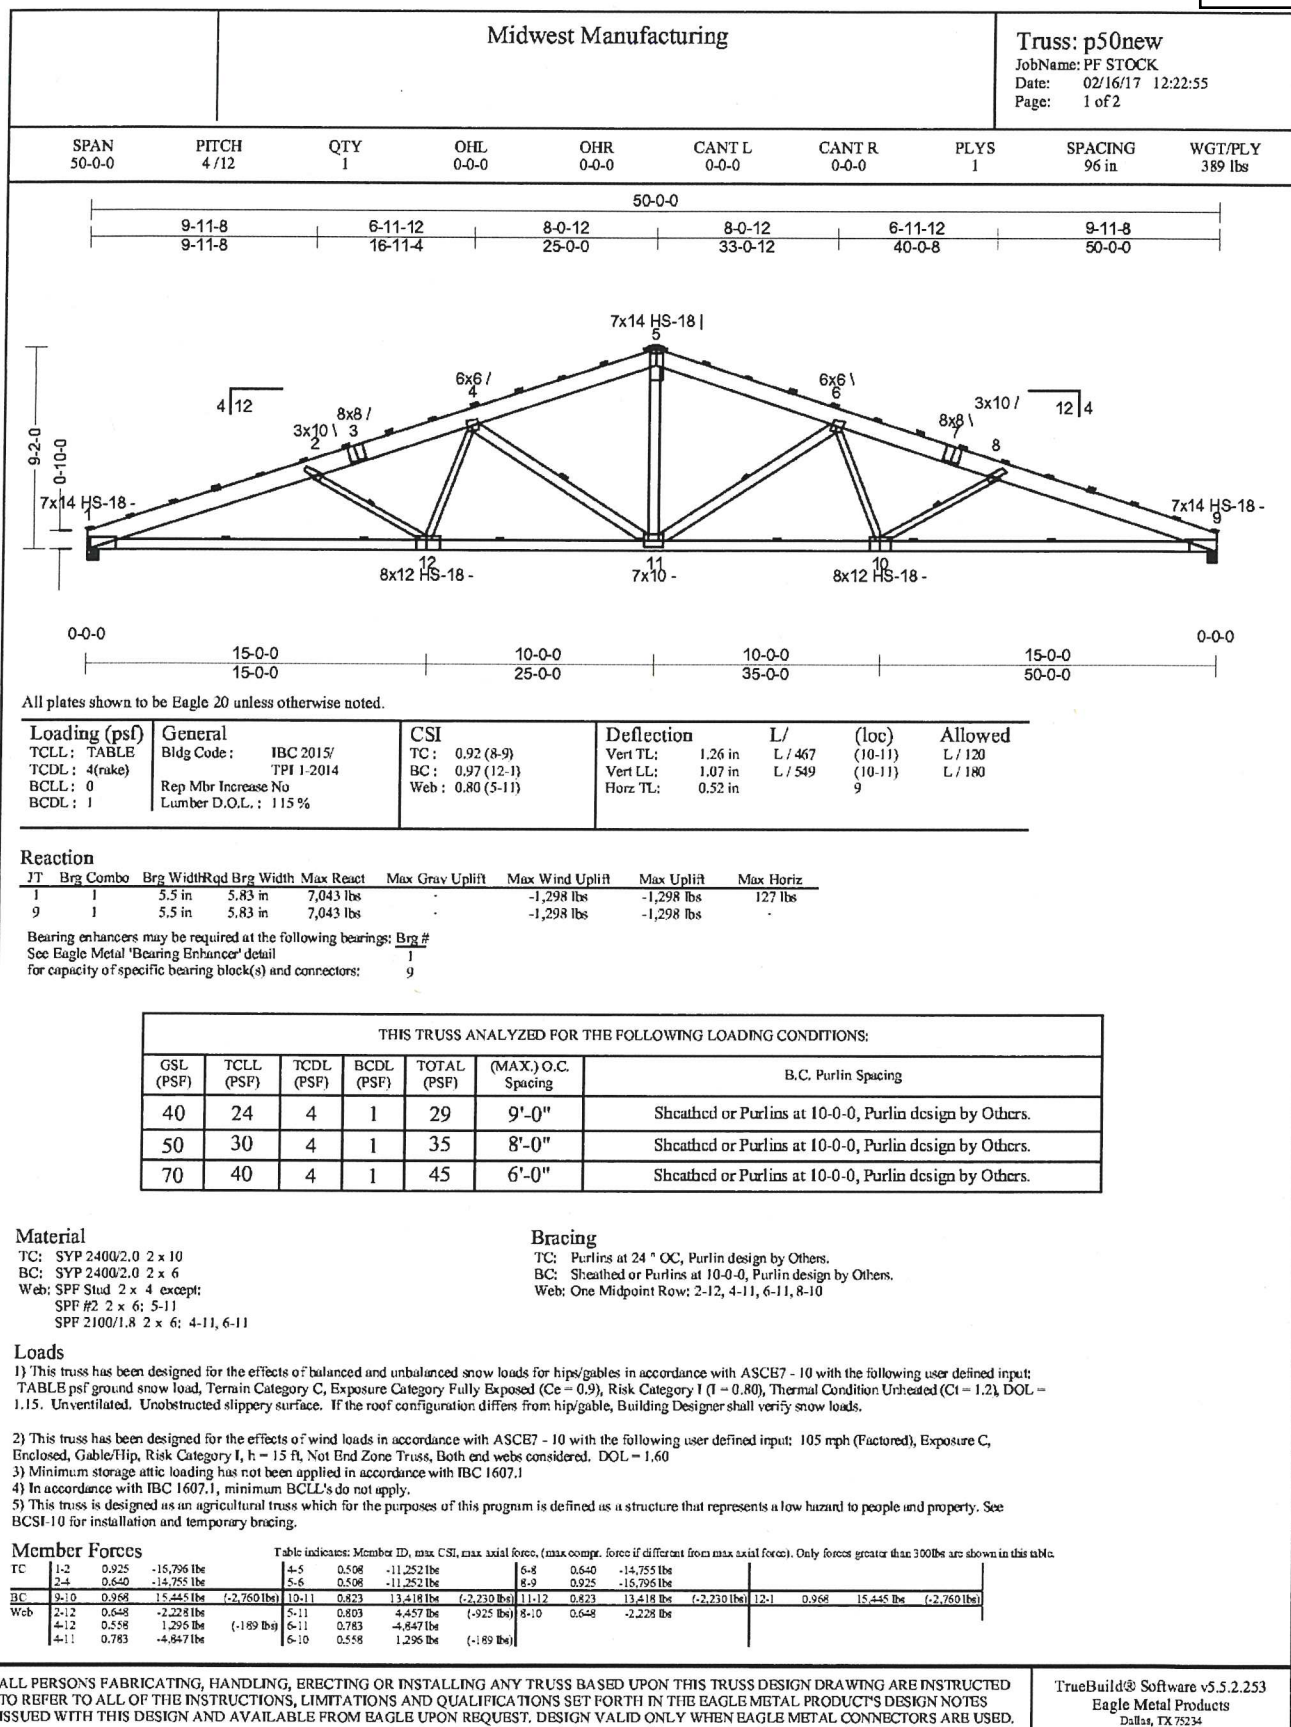 Midwest Manufacturing
Truss: p50new
JobName: PF STOCK
Date: 02/16/17 12:22:55
Page: 1 of 2
SPAN PITCH QTY OHL OHR CANT L CANT R PLYS SPACING WGT/PLY
50-0-0 4/12 1 0-0-0 0-0-0 0-0-0 0-0-0 1 96 in 389 lbs
50-0-0
9-11-8 6-11-12 8-0-12 8-0-12 6-11-12 9-11-8
9-11-8 16-11-4 25-0-0 33-0-12 40-0-8 50-0-0
7x14 HS-18 |
5
6x6 / 6x6 \
4 6
4 12 8x8 / 3x10 / 12 4
3x10 \ 3 8x8 \ 7
2 8
9-2-0
0-10-0
7x14 HS-18 - 7x14 HS-18 -
1 9
12 11 10
8x12 HS-18 - 7x10 - 8x12 HS-18 -
0-0-0 0-0-0
15-0-0 10-0-0 10-0-0 15-0-0
15-0-0 25-0-0 35-0-0 50-0-0
All plates shown to be Eagle 20 unless otherwise noted.
Loading (psf) General CSI Deflection L/ (loc) Allowed
TCLL: TABLE Bldg Code: IBC 2015/ TC: 0.92 (8-9) Vert TL: 1.26 in L / 467 (10-11) L / 120
TCDL: 4(rake) TPI 1-2014 BC: 0.97 (12-1) Vert LL: 1.07 in L / 549 (10-11) L / 180
BCLL: 0 Rep Mbr Increase No Web: 0.80 (5-11) Horz TL: 0.52 in 9
BCDL: 1 Lumber D.O.L.: 115 %
Reaction
JT Brg Combo Brg Width Rqd Brg Width Max React Max Grav Uplift Max Wind Uplift Max Uplift Max Horiz
1 1 5.5 in 5.83 in 7,043 lbs . -1,298 lbs -1,298 lbs 127 lbs
9 1 5.5 in 5.83 in 7,043 lbs . -1,298 lbs -1,298 lbs .
Bearing enhancers may be required at the following bearings: Brg #
See Eagle Metal 'Bearing Enhancer' detail 1
for capacity of specific bearing block(s) and connectors: 9
THIS TRUSS ANALYZED FOR THE FOLLOWING LOADING CONDITIONS:
GSL TCLL TCDL BCDL TOTAL (MAX.) O.C. B.C. Purlin Spacing
(PSF) (PSF) (PSF) (PSF) (PSF) Spacing
40 24 4 1 29 9'-0" Sheathed or Purlins at 10-0-0, Purlin design by Others.
50 30 4 1 35 8'-0" Sheathed or Purlins at 10-0-0, Purlin design by Others.
70 40 4 1 45 6'-0" Sheathed or Purlins at 10-0-0, Purlin design by Others.
Material Bracing
TC: SYP 2400/2.0 2 x 10 TC: Purlins at 24 " OC, Purlin design by Others.
BC: SYP 2400/2.0 2 x 6 BC: Sheathed or Purlins at 10-0-0, Purlin design by Others.
Web: SPF Stud 2 x 4 except: Web: One Midpoint Row: 2-12, 4-11, 6-11, 8-10
SPF #2 2 x 6: 5-11
SPF 2100/1.8 2 x 6: 4-11, 6-11
Loads
1) This truss has been designed for the effects of balanced and unbalanced snow loads for hips/gables in accordance with ASCE7 - 10 with the following user defined input:
TABLE psf ground snow load, Terrain Category C, Exposure Category Fully Exposed (Ce = 0.9), Risk Category I (I = 0.80), Thermal Condition Unheated (Ct = 1.2), DOL =
1.15. Unventilated. Unobstructed slippery surface. If the roof configuration differs from hip/gable, Building Designer shall verify snow loads.
2) This truss has been designed for the effects of wind loads in accordance with ASCE7 - 10 with the following user defined input: 105 mph (Factored), Exposure C,
Enclosed, Gable/Hip, Risk Category I, h = 15 ft, Not End Zone Truss, Both end webs considered. DOL = 1.60
3) Minimum storage attic loading has not been applied in accordance with IBC 1607.1
4) In accordance with IBC 1607.1, minimum BCLL's do not apply.
5) This truss is designed as an agricultural truss which for the purposes of this program is defined as a structure that represents a low hazard to people and property. See
BCSI-10 for installation and temporary bracing.
Member Forces Table indicates: Member ID, max CSI, max axial force, (max compr. force if different from max axial force). Only forces greater than 300lbs are shown in this table.
TC 1-2 0.925 -16,796 lbs 4-5 0.508 -11,252 lbs 6-8 0.640 -14,755 lbs
2-4 0.640 -14,755 lbs 5-6 0.508 -11,252 lbs 8-9 0.925 -16,796 lbs
BC 9-10 0.968 15,445 lbs (-2,760 lbs) 10-11 0.823 13,418 lbs (-2,230 lbs) 11-12 0.823 13,418 lbs (-2,230 lbs) 12-1 0.968 15,445 lbs (-2,760 lbs)
Web 2-12 0.648 -2,228 lbs 5-11 0.803 4,457 lbs (-925 lbs) 8-10 0.648 -2,228 lbs
4-12 0.558 1,296 lbs (-189 lbs) 6-11 0.783 -4,847 lbs
4-11 0.783 -4,847 lbs 6-10 0.558 1,296 lbs (-189 lbs)
ALL PERSONS FABRICATING, HANDLING, ERECTING OR INSTALLING ANY TRUSS BASED UPON THIS TRUSS DESIGN DRAWING ARE INSTRUCTED
TO REFER TO ALL OF THE INSTRUCTIONS, LIMITATIONS AND QUALIFICATIONS SET FORTH IN THE EAGLE METAL PRODUCT'S DESIGN NOTES
ISSUED WITH THIS DESIGN AND AVAILABLE FROM EAGLE UPON REQUEST. DESIGN VALID ONLY WHEN EAGLE METAL CONNECTORS ARE USED.
TrueBuild® Software v5.5.2.253
Eagle Metal Products
Dallas, TX 75234